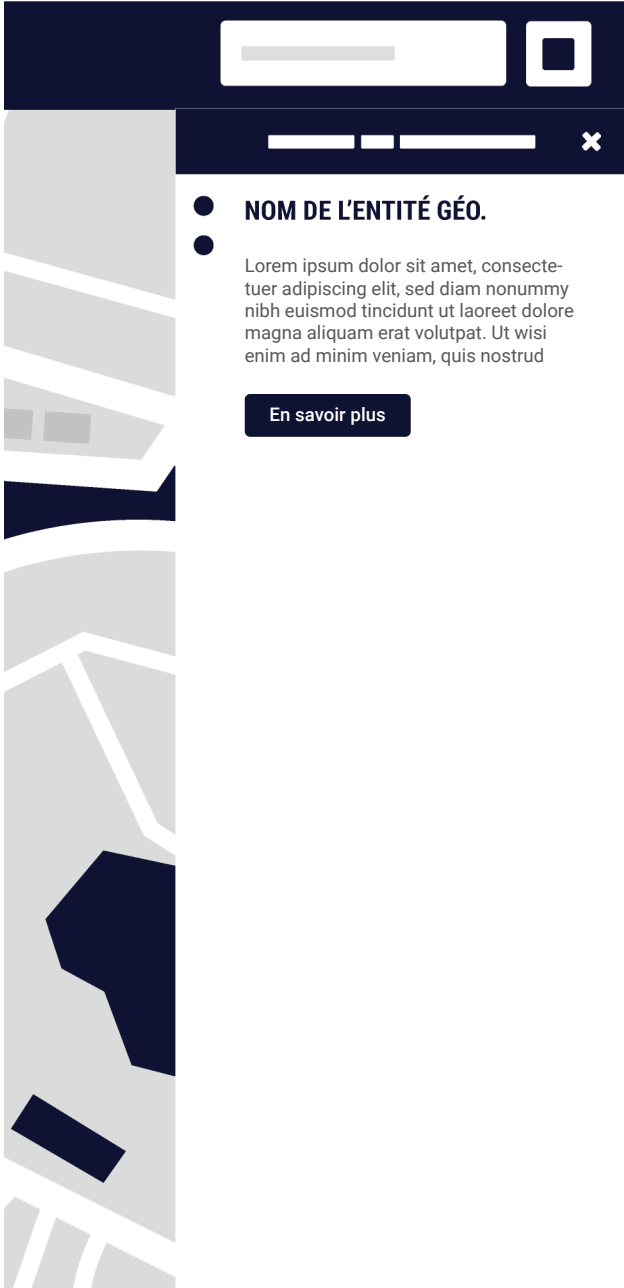 NOM DE L'ENTITÉ GÉO.
Lorem ipsum dolor sit amet, consecte-
tuer adipiscing elit, sed diam nonummy
nibh euismod tincidunt ut laoreet dolore
magna aliquam erat volutpat. Ut wisi
enim ad minim veniam, quis nostrud
En savoir plus